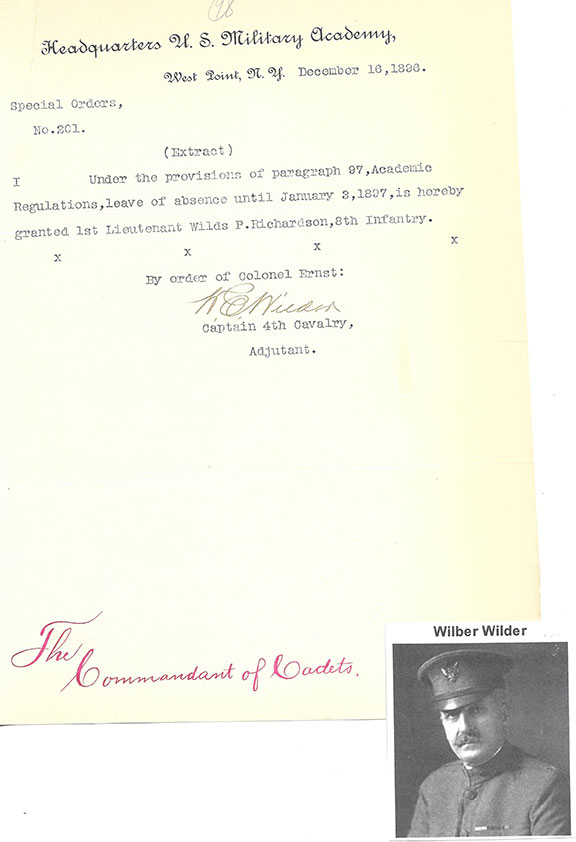 98
Headquarters U. S. Military Academy,
West Point, N. Y. December 16,1896.
Special Orders,
No.201.
(Extract)
I Under the provisions of paragraph 97,Academic
Regulations,leave of absence until January 3,1897,is hereby
granted 1st Lieutenant Wilds P.Richardson,8th Infantry.
x x x x
By order of Colonel Ernst:
W.E.Wilder
Captain 4th Cavalry,
Adjutant.
The
Commandant of Cadets.
Wilber Wilder